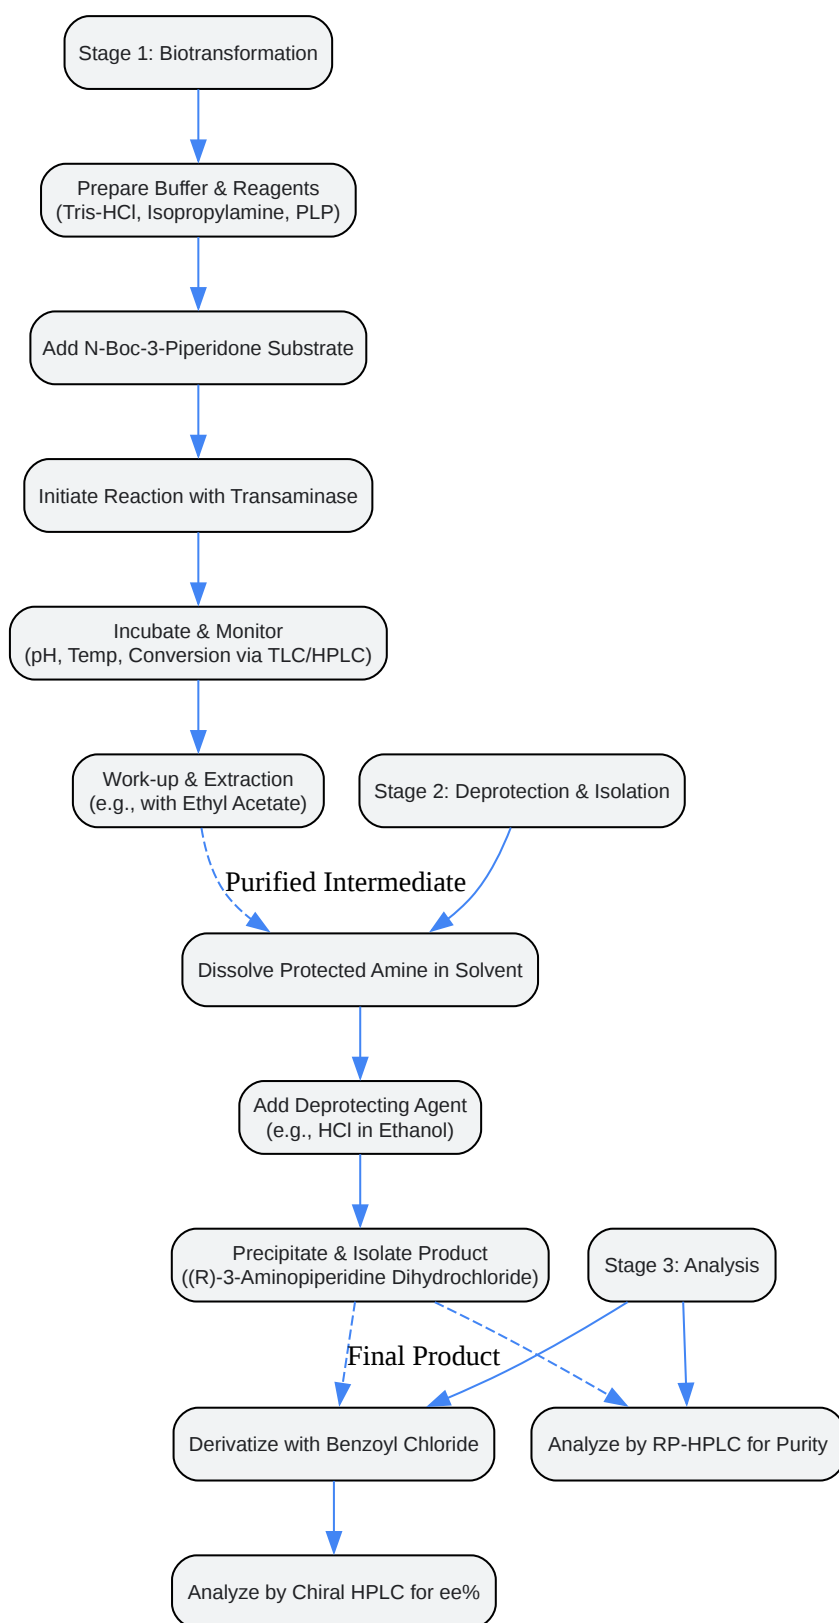 Stage 1: Biotransformation
Prepare Buffer & Reagents
(Tris-HCl, Isopropylamine, PLP)
Add N-Boc-3-Piperidone Substrate
Initiate Reaction with Transaminase
Incubate & Monitor
(pH, Temp, Conversion via TLC/HPLC)
Work-up & Extraction
(e.g., with Ethyl Acetate)
Stage 2: Deprotection & Isolation
Purified Intermediate
Dissolve Protected Amine in Solvent
Add Deprotecting Agent
(e.g., HCl in Ethanol)
Precipitate & Isolate Product
((R)-3-Aminopiperidine Dihydrochloride)
Stage 3: Analysis
Final Product
Derivatize with Benzoyl Chloride
Analyze by RP-HPLC for Purity
Analyze by Chiral HPLC for ee%